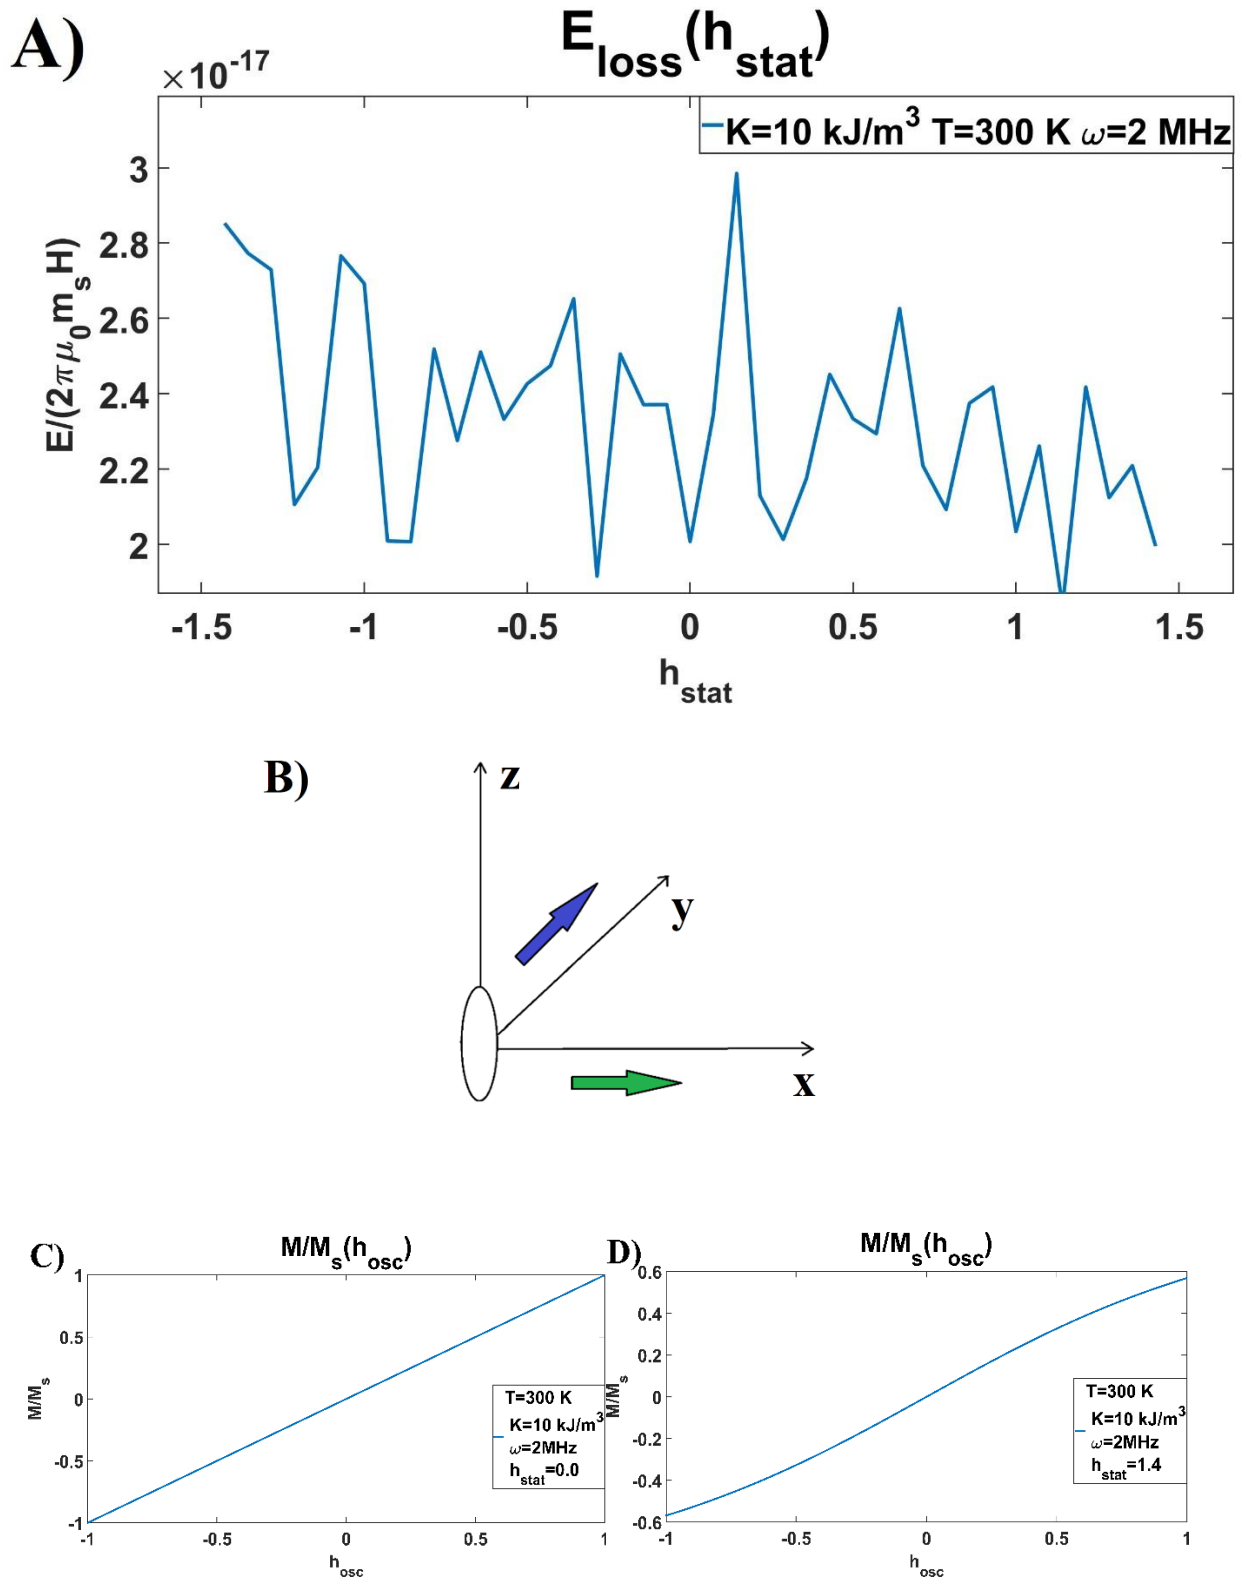 A)
E_loss(h_stat)
×10^-17
K=10 kJ/m^3 T=300 K ω=2 MHz
3
2.8
2.6
2.4
2.2
2
E/(2πμ_0m_sH)
-1.5 -1 -0.5 0 0.5 1 1.5
h_stat
B)
z
y
x
C)
M/M_s(h_osc)
1
0.5
0
-0.5
-1
M/M_s
T=300 K
K=10 kJ/m^3
ω=2MHz
h_stat=0.0
-1 -0.5 0 0.5 1
h_osc
D)
M/M_s(h_osc)
0.6
0.4
0.2
0
-0.2
-0.4
-0.6
M/M_s
T=300 K
K=10 kJ/m^3
ω=2MHz
h_stat=1.4
-1 -0.5 0 0.5 1
h_osc